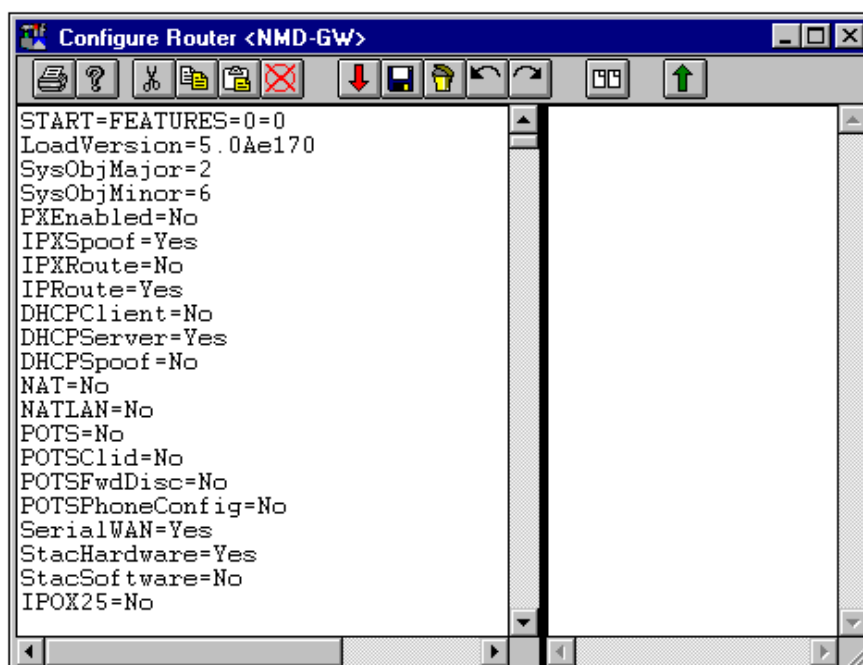 Configure Router <NMD-GW>
START=FEATURES=0=0
LoadVersion=5.0Ae170
SysObjMajor=2
SysObjMinor=6
PXEnabled=No
IPXSpoof=Yes
IPXRoute=No
IPRoute=Yes
DHCPClient=No
DHCPServer=Yes
DHCPSpoof=No
NAT=No
NATLAN=No
POTS=No
POTSClid=No
POTSFwdDisc=No
POTSPhoneConfig=No
SerialWAN=Yes
StacHardware=Yes
StacSoftware=No
IPOX25=No